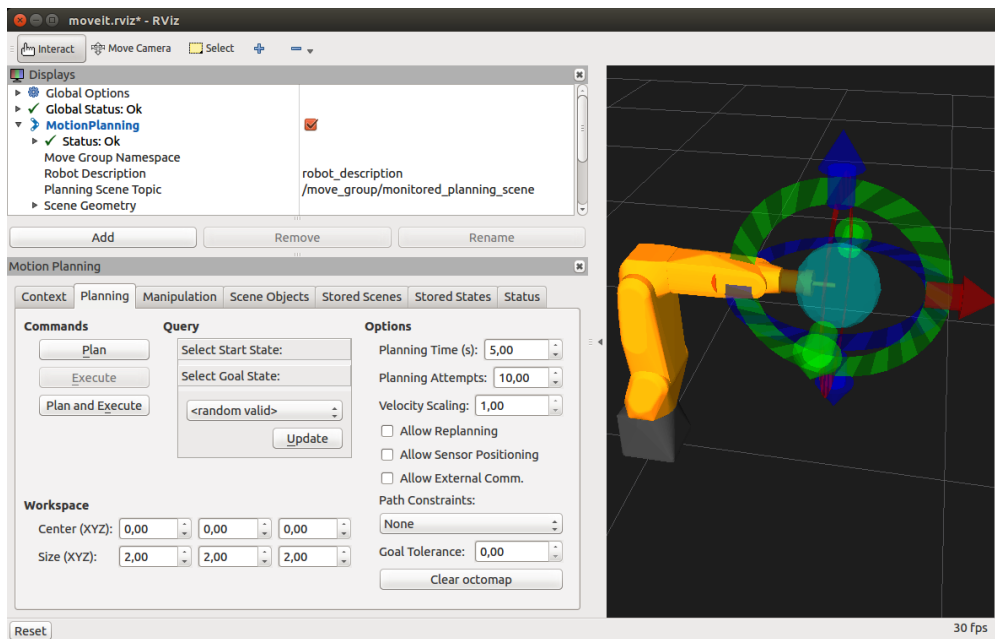 moveit.rviz* - RViz
Interact Move Camera Select
Displays
Global Options
Global Status: Ok
MotionPlanning
Status: Ok
Move Group Namespace
Robot Description robot_description
Planning Scene Topic /move_group/monitored_planning_scene
Scene Geometry
Add Remove Rename
Motion Planning
Context Planning Manipulation Scene Objects Stored Scenes Stored States Status
Commands Query Options
Plan Select Start State: Planning Time (s): 5,00
Execute Select Goal State: Planning Attempts: 10,00
Plan and Execute <random valid> Velocity Scaling: 1,00
Update Allow Replanning
Allow Sensor Positioning
Allow External Comm.
Workspace Path Constraints:
Center (XYZ): 0,00 0,00 0,00 None
Size (XYZ): 2,00 2,00 2,00 Goal Tolerance: 0,00
Clear octomap
Reset 30 fps